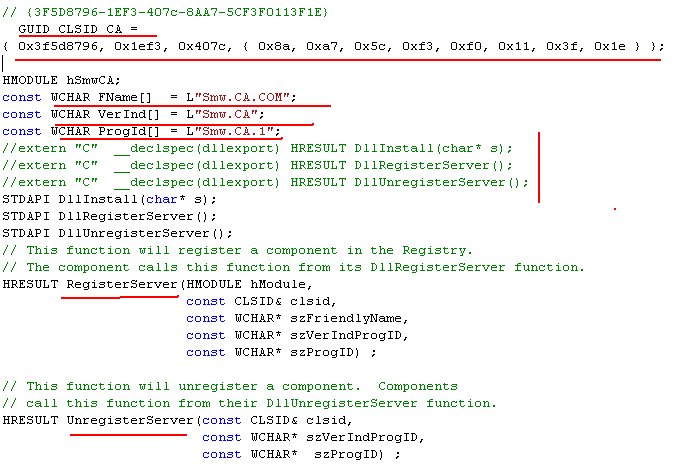 // {3F5D8796-1EF3-407c-8AA7-5CF3F0113F1E}
GUID CLSID_CA =
{ 0x3f5d8796, 0x1ef3, 0x407c, { 0x8a, 0xa7, 0x5c, 0xf3, 0xf0, 0x11, 0x3f, 0x1e } };
HMODULE hSmwCA;
const WCHAR FName[]  = L"Smw.CA.COM";
const WCHAR VerInd[] = L"Smw.CA";
const WCHAR ProgId[] = L"Smw.CA.1";
//extern "C"  __declspec(dllexport) HRESULT DllInstall(char* s);
//extern "C"  __declspec(dllexport) HRESULT DllRegisterServer();
//extern "C"  __declspec(dllexport) HRESULT DllUnregisterServer();
STDAPI DllInstall(char* s);
STDAPI DllRegisterServer();
STDAPI DllUnregisterServer();
// This function will register a component in the Registry.
// The component calls this function from its DllRegisterServer function.
HRESULT RegisterServer(HMODULE hModule,
const CLSID& clsid,
const WCHAR* szFriendlyName,
const WCHAR* szVerIndProgID,
const WCHAR* szProgID) ;
// This function will unregister a component.  Components
// call this function from their DllUnregisterServer function.
HRESULT UnregisterServer(const CLSID& clsid,
const WCHAR* szVerIndProgID,
const WCHAR*  szProgID) ;